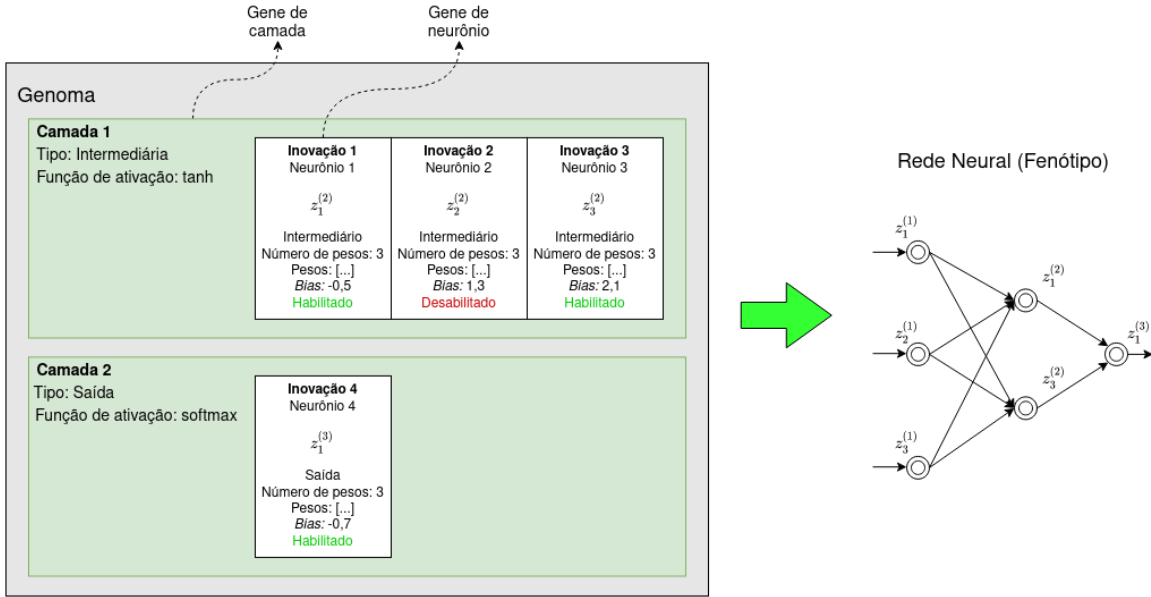 Gene de
camada
Gene de
neurônio
Genoma
Camada 1
Tipo: Intermediária
Função de ativação: tanh
Inovação 1
Neurônio 1
z_1^{(2)}
Intermediário
Número de pesos: 3
Pesos: [...]
Bias: -0,5
Habilitado
Inovação 2
Neurônio 2
z_2^{(2)}
Intermediário
Número de pesos: 3
Pesos: [...]
Bias: 1,3
Desabilitado
Inovação 3
Neurônio 3
z_3^{(2)}
Intermediário
Número de pesos: 3
Pesos: [...]
Bias: 2,1
Habilitado
Camada 2
Tipo: Saída
Função de ativação: softmax
Inovação 4
Neurônio 4
z_1^{(3)}
Saída
Número de pesos: 3
Pesos: [...]
Bias: -0,7
Habilitado
Rede Neural (Fenótipo)
z_1^{(1)}
z_2^{(1)}
z_3^{(1)}
z_1^{(2)}
z_3^{(2)}
z_1^{(3)}